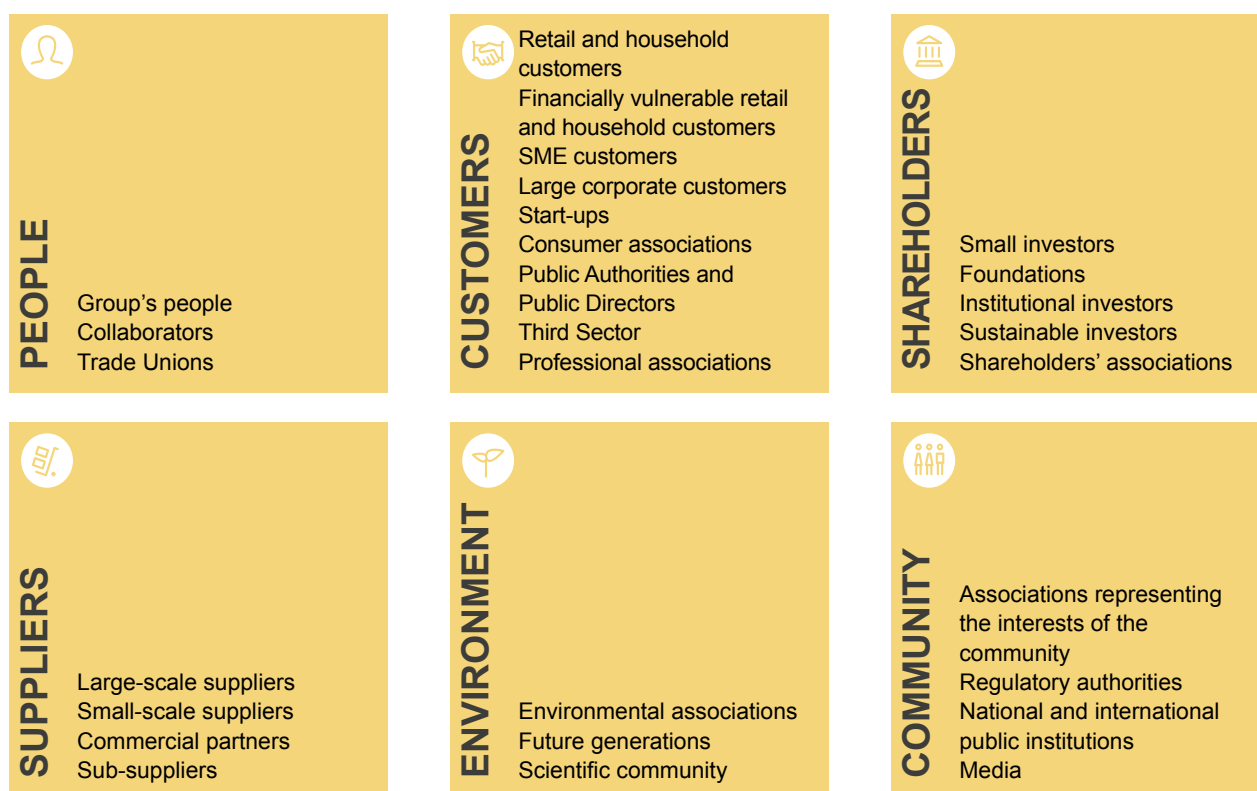 PEOPLE
Group’s people
Collaborators
Trade Unions
CUSTOMERS
Retail and household
customers
Financially vulnerable retail
and household customers
SME customers
Large corporate customers
Start-ups
Consumer associations
Public Authorities and
Public Directors
Third Sector
Professional associations
SHAREHOLDERS
Small investors
Foundations
Institutional investors
Sustainable investors
Shareholders’ associations
SUPPLIERS
Large-scale suppliers
Small-scale suppliers
Commercial partners
Sub-suppliers
ENVIRONMENT
Environmental associations
Future generations
Scientific community
COMMUNITY
Associations representing
the interests of the
community
Regulatory authorities
National and international
public institutions
Media